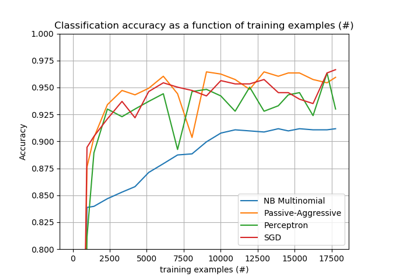 Classification accuracy as a function of training examples (#)
1.000
0.975
0.950
0.925
0.900
0.875
0.850
0.825
0.800
Accuracy
NB Multinomial
Passive-Aggressive
Perceptron
SGD
0 2500 5000 7500 10000 12500 15000 17500
training examples (#)